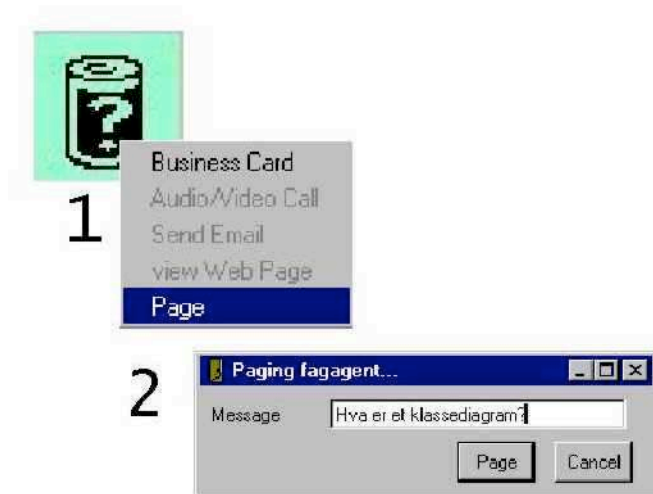 ?
1
Business Card
Audio/Video Call
Send Email
view Web Page
Page
2
Paging fagagent...
Message
Hva er et klassediagram?
Page
Cancel